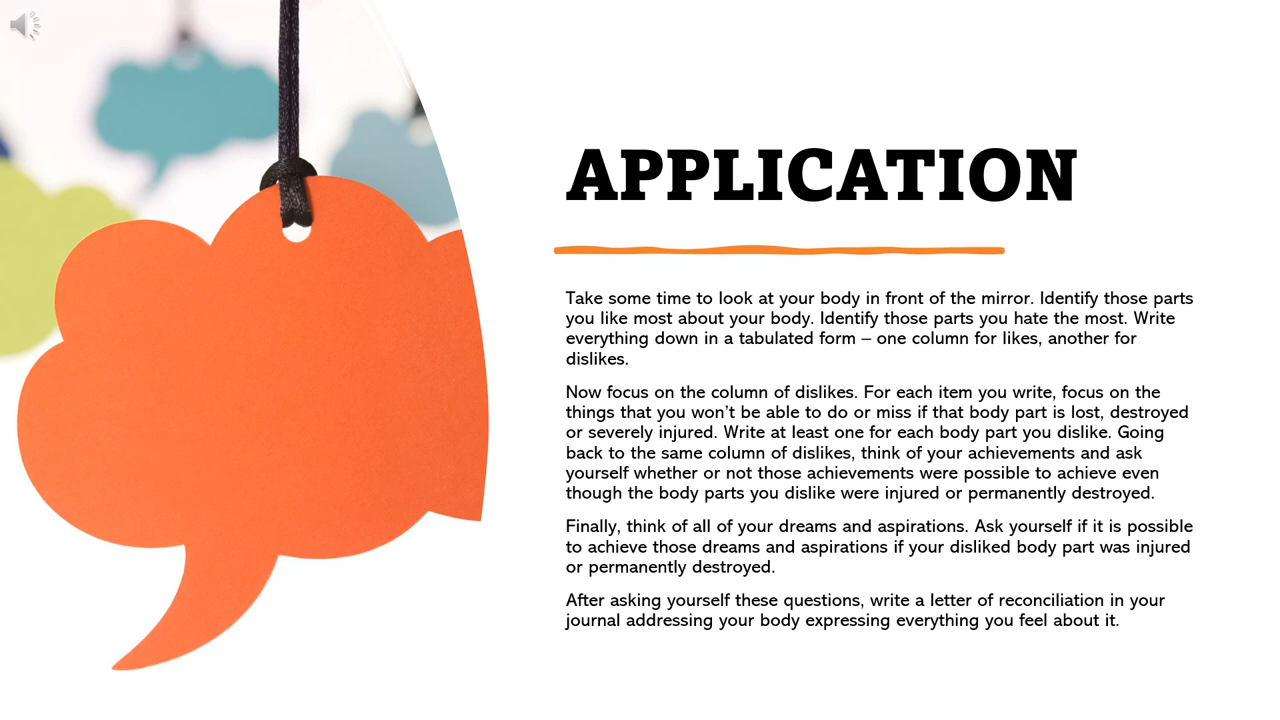 APPLICATION
Take some time to look at your body in front of the mirror. Identify those parts
you like most about your body. Identify those parts you hate the most. Write
everything down in a tabulated form – one column for likes, another for
dislikes.
Now focus on the column of dislikes. For each item you write, focus on the
things that you won’t be able to do or miss if that body part is lost, destroyed
or severely injured. Write at least one for each body part you dislike. Going
back to the same column of dislikes, think of your achievements and ask
yourself whether or not those achievements were possible to achieve even
though the body parts you dislike were injured or permanently destroyed.
Finally, think of all of your dreams and aspirations. Ask yourself if it is possible
to achieve those dreams and aspirations if your disliked body part was injured
or permanently destroyed.
After asking yourself these questions, write a letter of reconciliation in your
journal addressing your body expressing everything you feel about it.